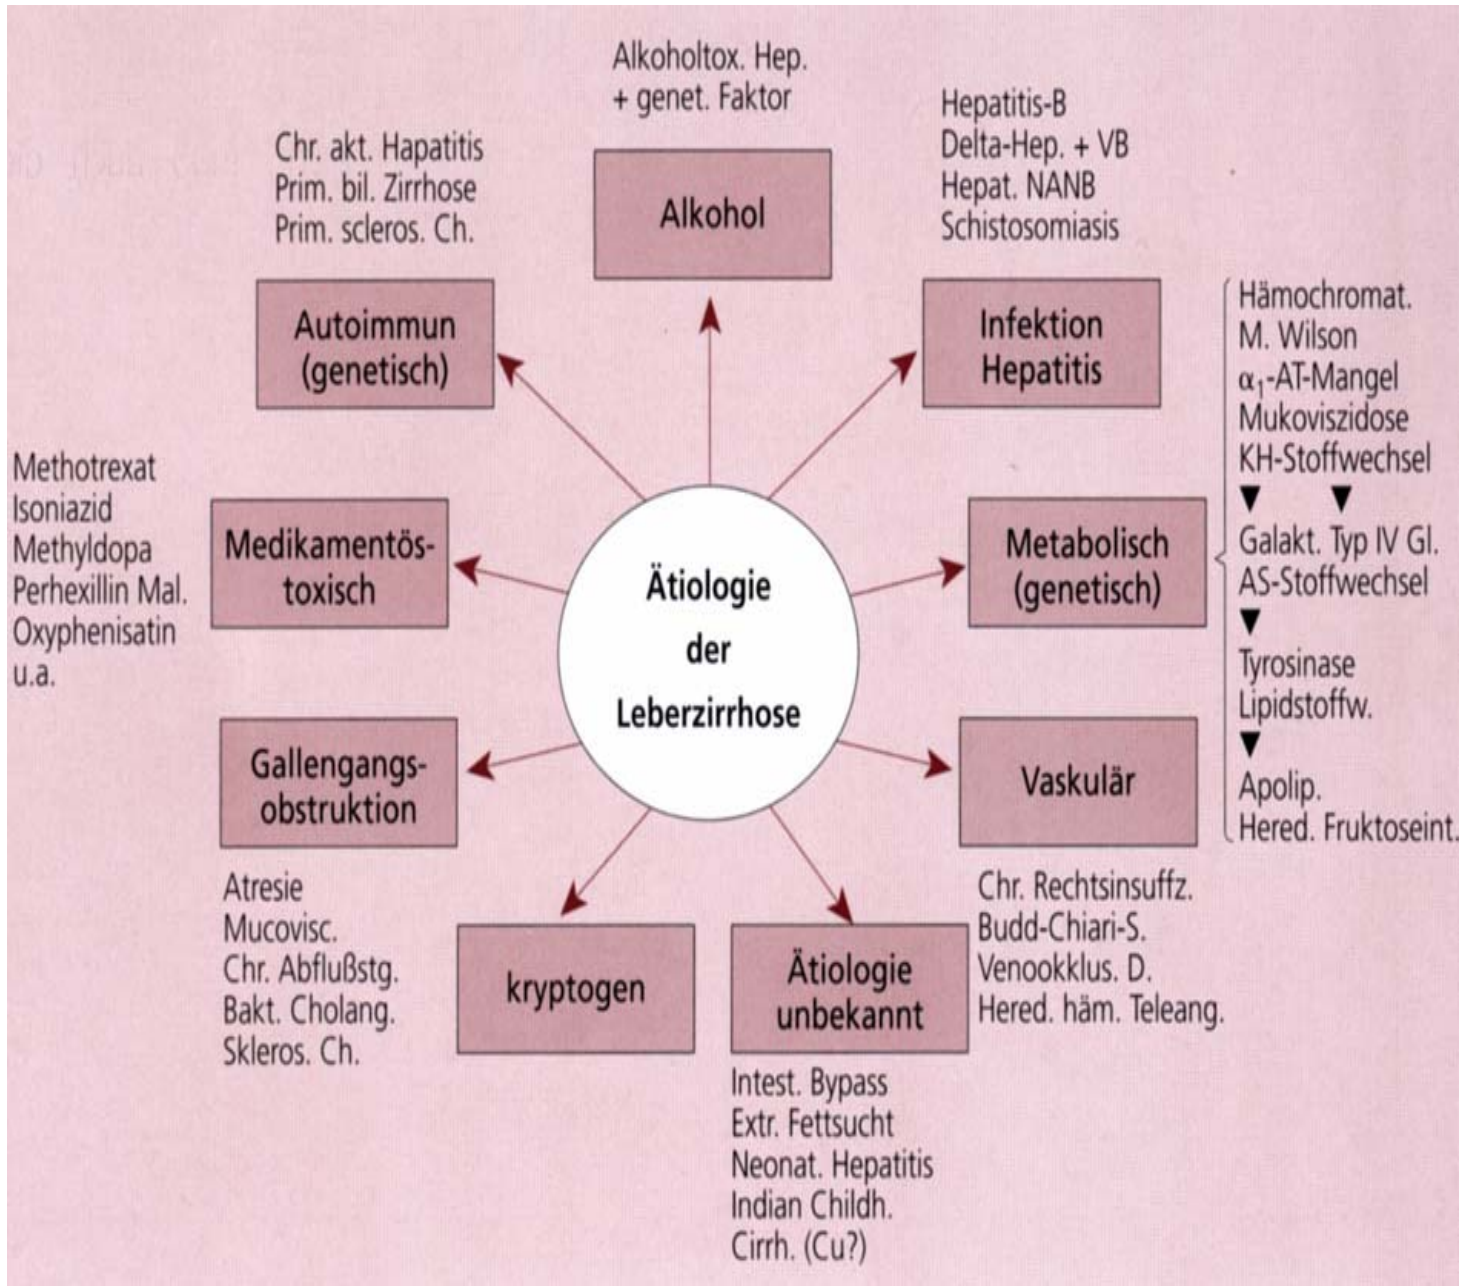 Alkoholtox. Hep.
+ genet. Faktor
Alkohol
Hepatitis-B
Delta-Hep. + VB
Hepat. NANB
Schistosomiasis
Infektion
Hepatitis
Hämochromat.
M. Wilson
α₁-AT-Mangel
Mukoviszidose
KH-Stoffwechsel
▼ ▼
Galakt. Typ IV Gl.
AS-Stoffwechsel
▼
Tyrosinase
Lipidstoffw.
▼
Apolip.
Hered. Fruktoseint.
Metabolisch
(genetisch)
Vaskulär
Chr. Rechtsinsuffz.
Budd-Chiari-S.
Venookklus. D.
Hered. häm. Teleang.
Ätiologie
unbekannt
Intest. Bypass
Extr. Fettsucht
Neonat. Hepatitis
Indian Childh.
Cirrh. (Cu?)
kryptogen
Gallengangs-
obstruktion
Atresie
Mucovisc.
Chr. Abflußstg.
Bakt. Cholang.
Skleros. Ch.
Medikamentös-
toxisch
Methotrexat
Isoniazid
Methyldopa
Perhexillin Mal.
Oxyphenisatin
u.a.
Chr. akt. Hapatitis
Prim. bil. Zirrhose
Prim. scleros. Ch.
Autoimmun
(genetisch)
Ätiologie
der
Leberzirrhose